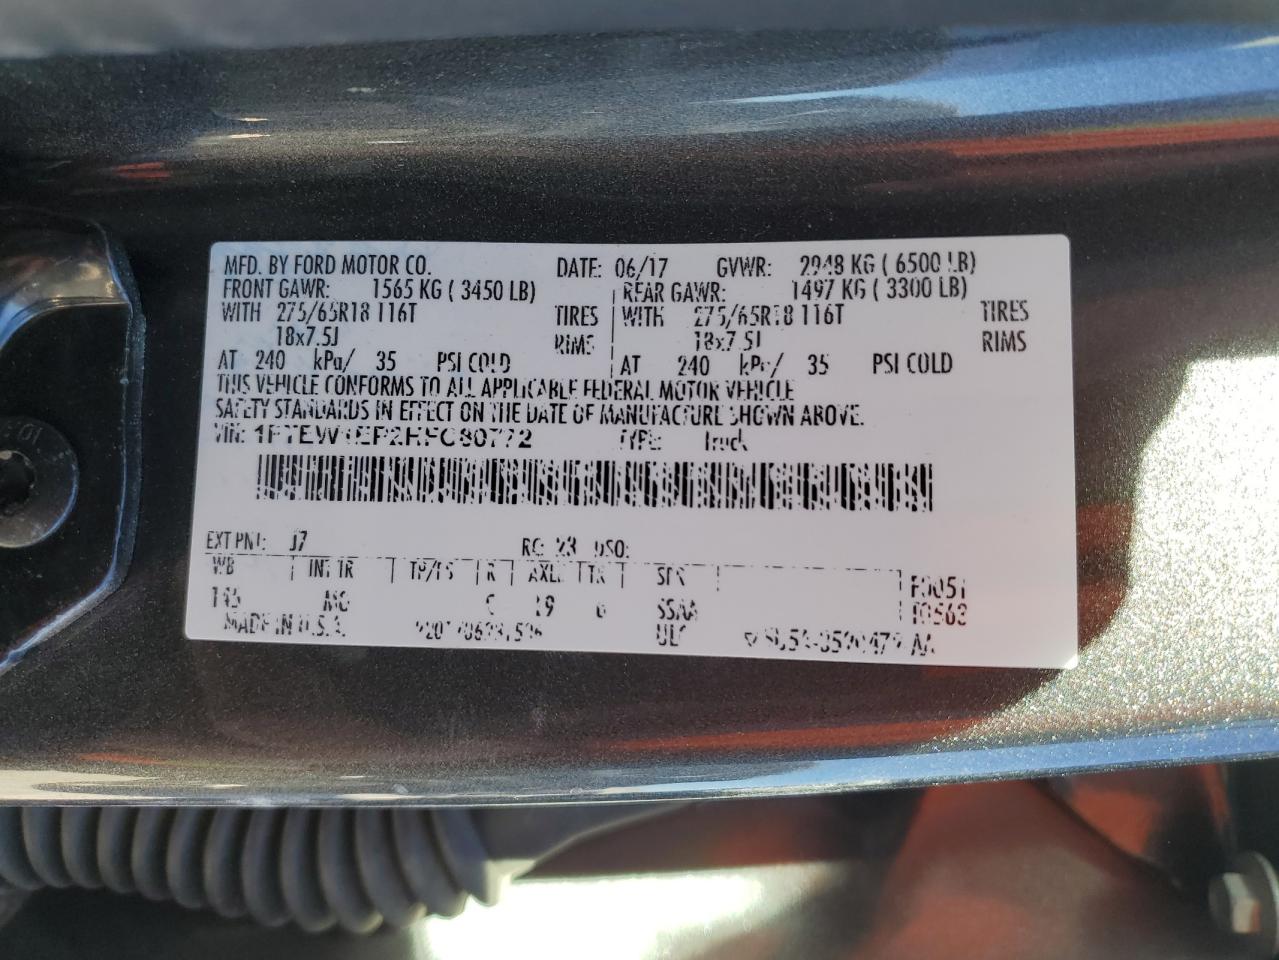 MFD. BY FORD MOTOR CO. DATE: 06/17 GVWR: 2948 KG ( 6500 LB)
FRONT GAWR: 1565 KG ( 3450 LB) REAR GAWR: 1497 KG ( 3300 LB)
WITH 275/65R18 116T TIRES WITH 275/65R18 116T TIRES
18x7.5J RIMS 18x7.5J RIMS
AT 240 kPa/ 35 PSI COLD AT 240 kPa/ 35 PSI COLD
THIS VEHICLE CONFORMS TO ALL APPLICABLE FEDERAL MOTOR VEHICLE
SAFETY STANDARDS IN EFFECT ON THE DATE OF MANUFACTURE SHOWN ABOVE.
VIN: TYPE: Truck
EXT PNT: J7 RC: 23 DSO:
WB INT TR TP/PS R AXLE TR SPR
145 MC 19 6 SSAA
MADE IN U.S.A.